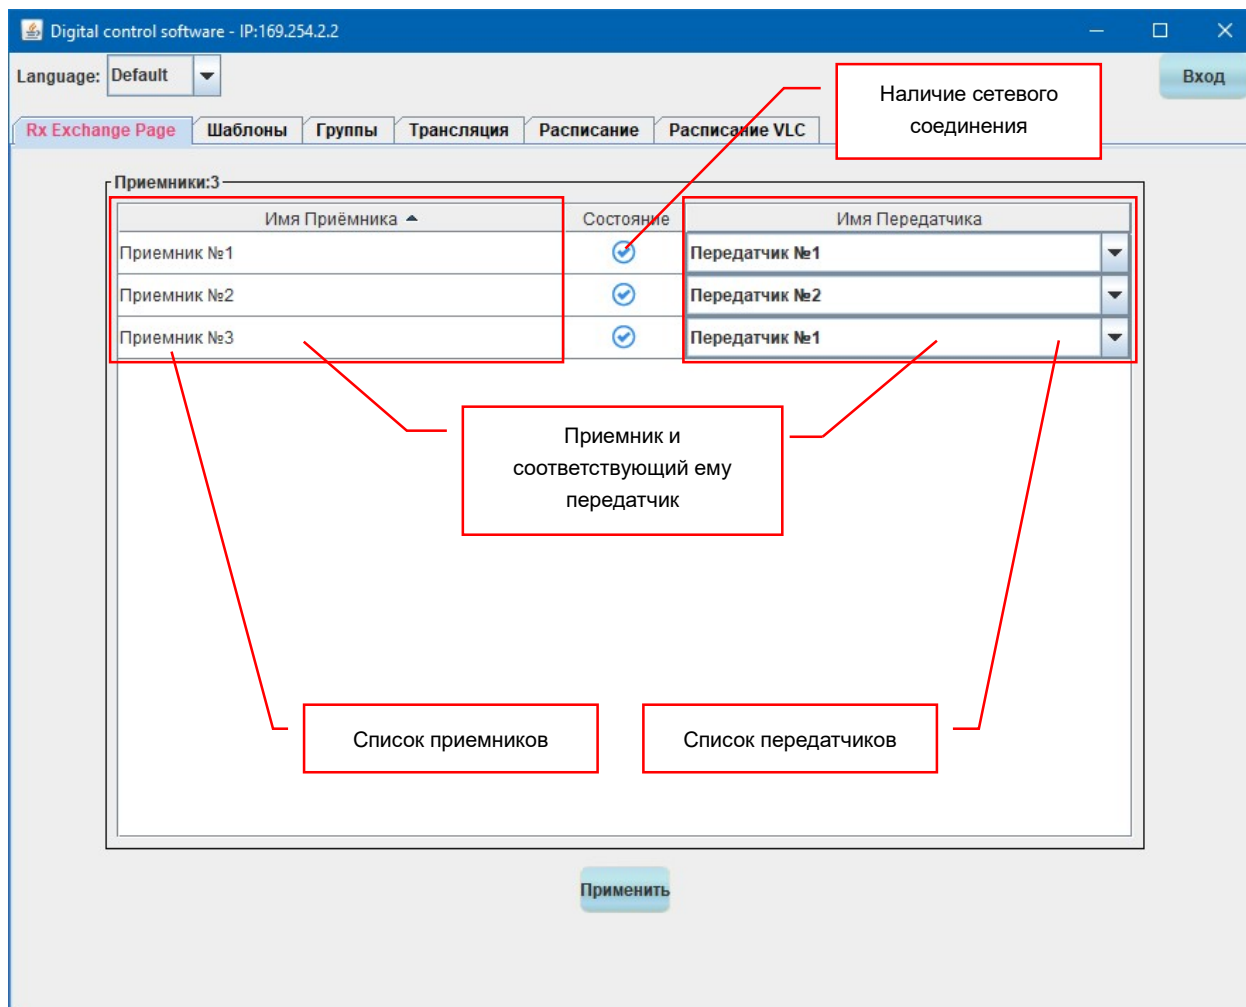 Digital control software - IP:169.254.2.2
Language: Default
Вход
Наличие сетевого
соединения
Rx Exchange Page Шаблоны Группы Трансляция Расписание Расписание VLC
Приемники:3
Имя Приёмника Состояние Имя Передатчика
Приемник №1 Передатчик №1
Приемник №2 Передатчик №2
Приемник №3 Передатчик №1
Приемник и
соответствующий ему
передатчик
Список приемников Список передатчиков
Применить